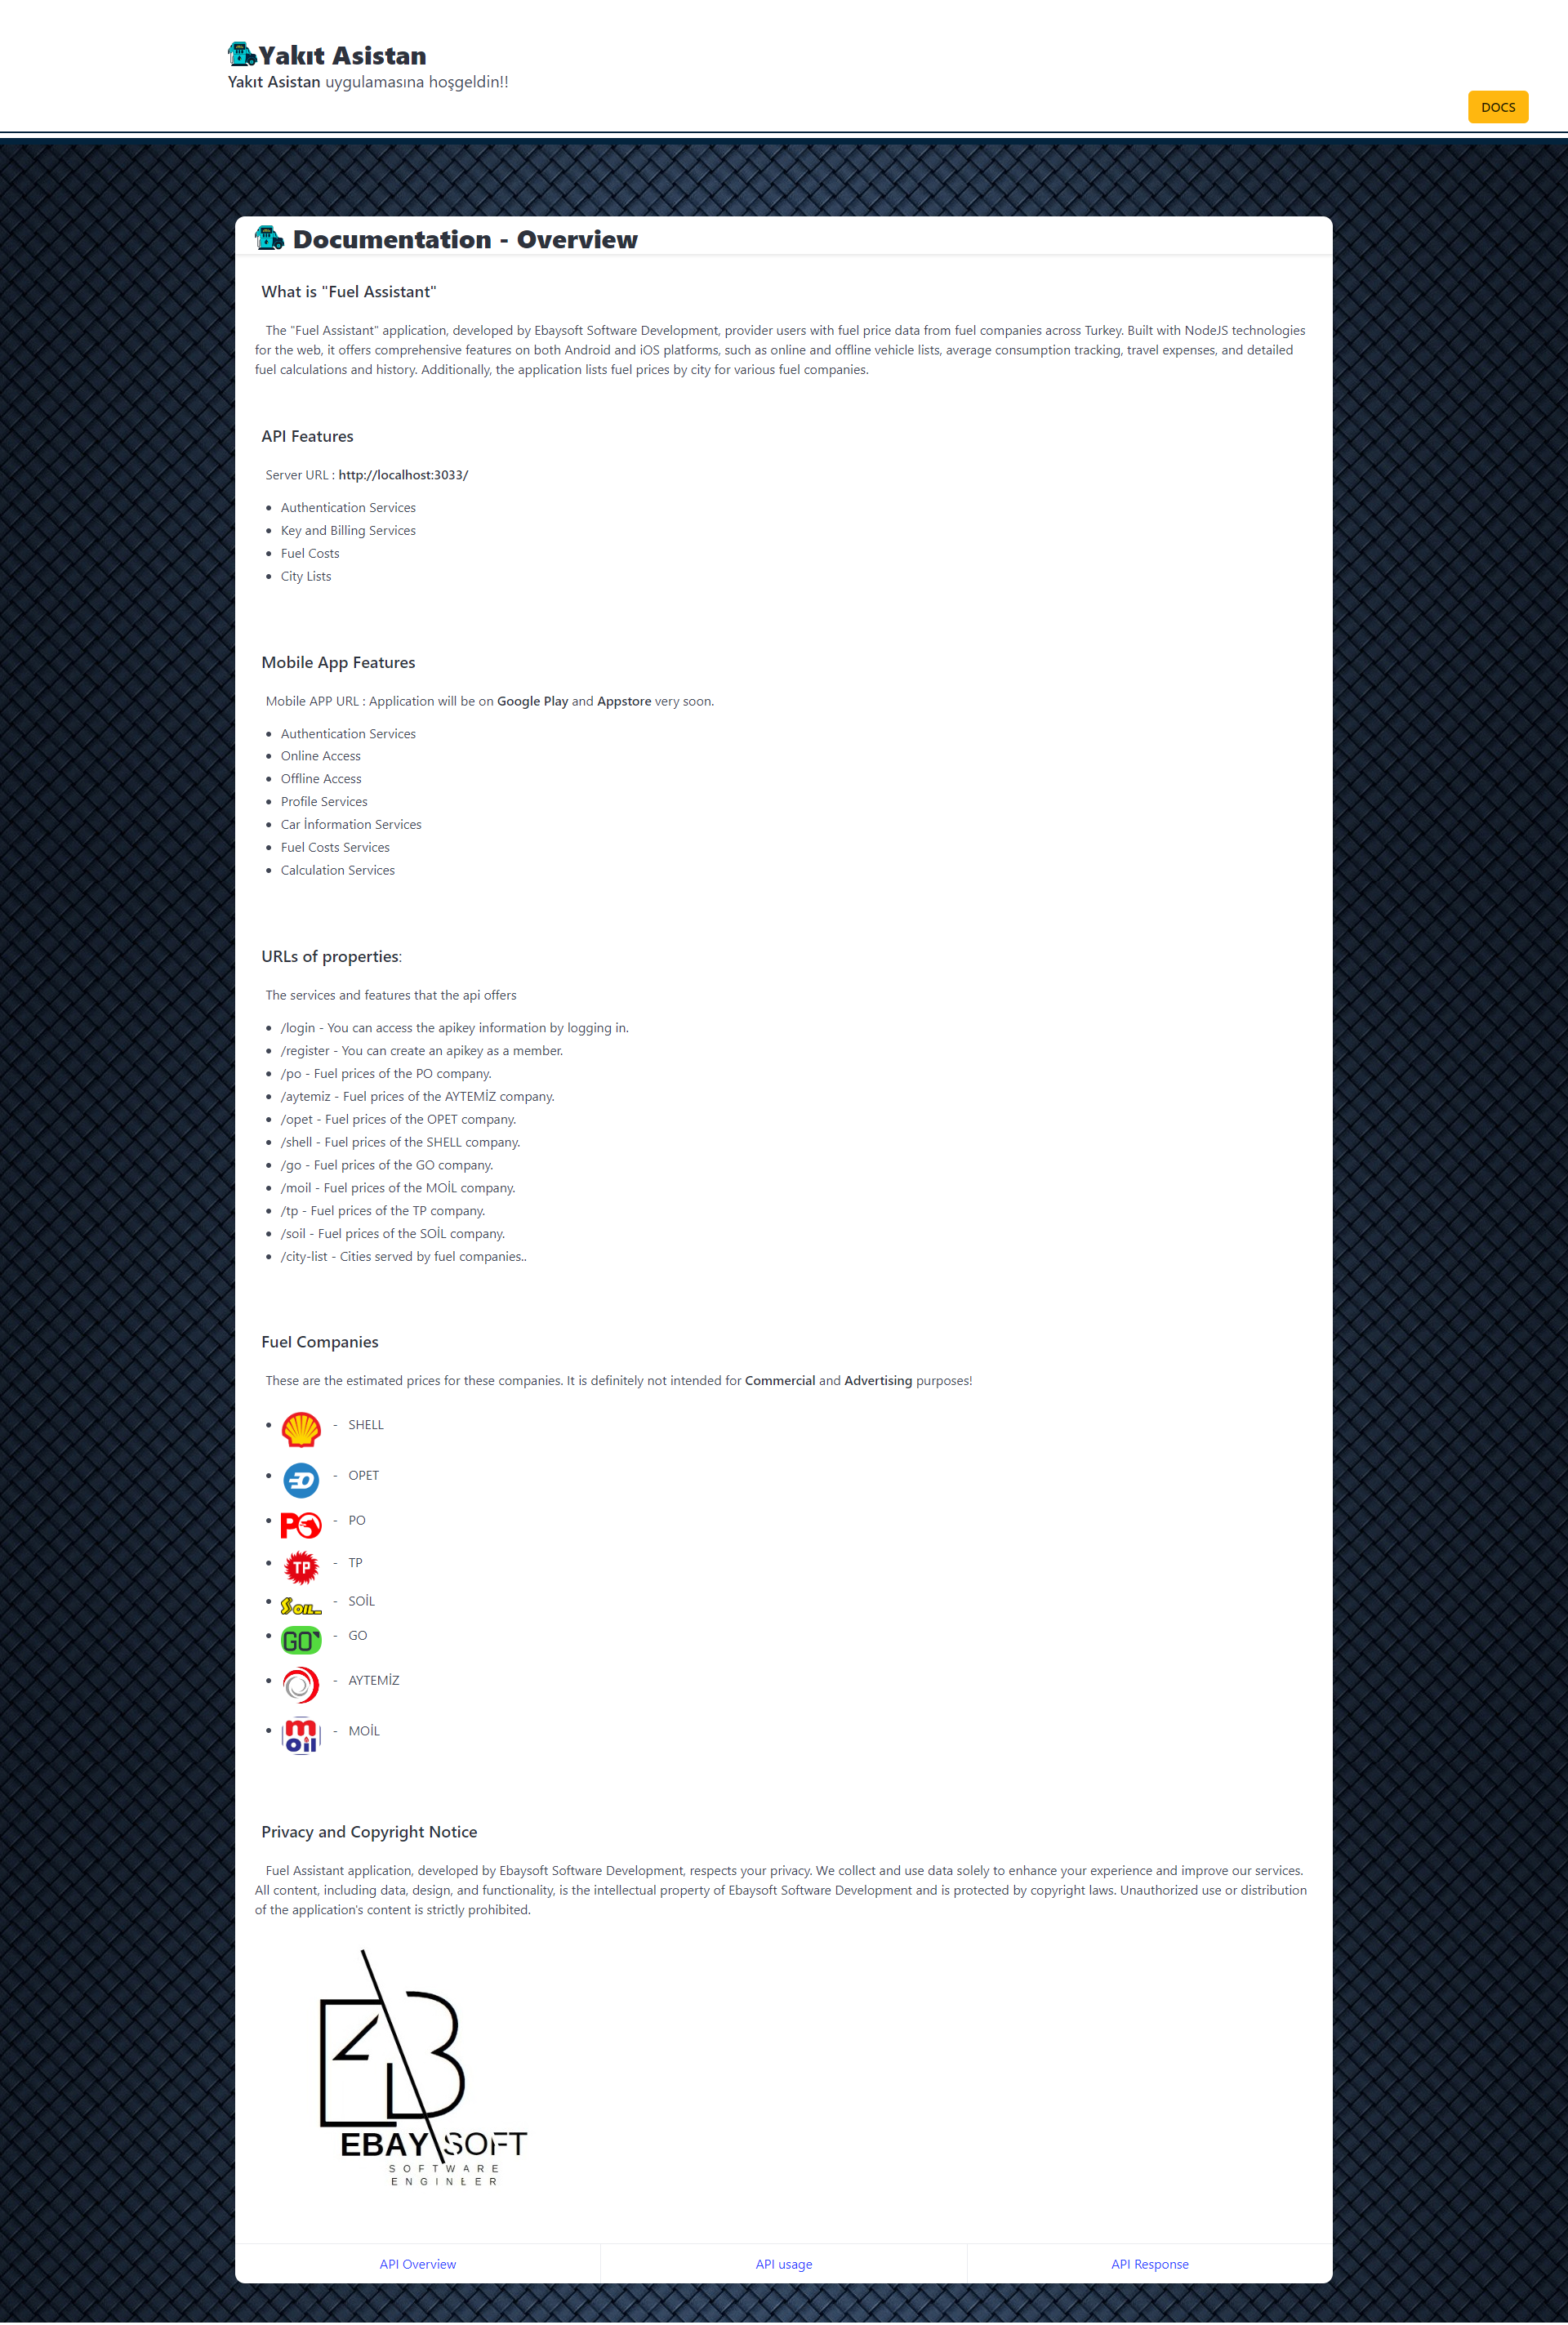 Yakıt Asistan
Yakıt Asistan uygulamasına hoşgeldin!!
DOCS
Documentation - Overview
What is "Fuel Assistant"
The "Fuel Assistant" application, developed by Ebaysoft Software Development, provider users with fuel price data from fuel companies across Turkey. Built with NodeJS technologies
for the web, it offers comprehensive features on both Android and iOS platforms, such as online and offline vehicle lists, average consumption tracking, travel expenses, and detailed
fuel calculations and history. Additionally, the application lists fuel prices by city for various fuel companies.
API Features
Server URL : http://localhost:3033/
• Authentication Services
• Key and Billing Services
• Fuel Costs
• City Lists
Mobile App Features
Mobile APP URL : Application will be on Google Play and Appstore very soon.
• Authentication Services
• Online Access
• Offline Access
• Profile Services
• Car İnformation Services
• Fuel Costs Services
• Calculation Services
URLs of properties:
The services and features that the api offers
• /login - You can access the apikey information by logging in.
• /register - You can create an apikey as a member.
• /po - Fuel prices of the PO company.
• /aytemiz - Fuel prices of the AYTEMİZ company.
• /opet - Fuel prices of the OPET company.
• /shell - Fuel prices of the SHELL company.
• /go - Fuel prices of the GO company.
• /moil - Fuel prices of the MOİL company.
• /tp - Fuel prices of the TP company.
• /soil - Fuel prices of the SOİL company.
• /city-list - Cities served by fuel companies..
Fuel Companies
These are the estimated prices for these companies. It is definitely not intended for Commercial and Advertising purposes!
• - SHELL
• - OPET
• PO - PO
• TP - TP
• SOIL - SOİL
• GO - GO
• - AYTEMİZ
• moil - MOİL
Privacy and Copyright Notice
Fuel Assistant application, developed by Ebaysoft Software Development, respects your privacy. We collect and use data solely to enhance your experience and improve our services.
All content, including data, design, and functionality, is the intellectual property of Ebaysoft Software Development and is protected by copyright laws. Unauthorized use or distribution
of the application's content is strictly prohibited.
EB
EBAY SOFT
SOFTWARE
ENGINEER
API Overview
API usage
API Response